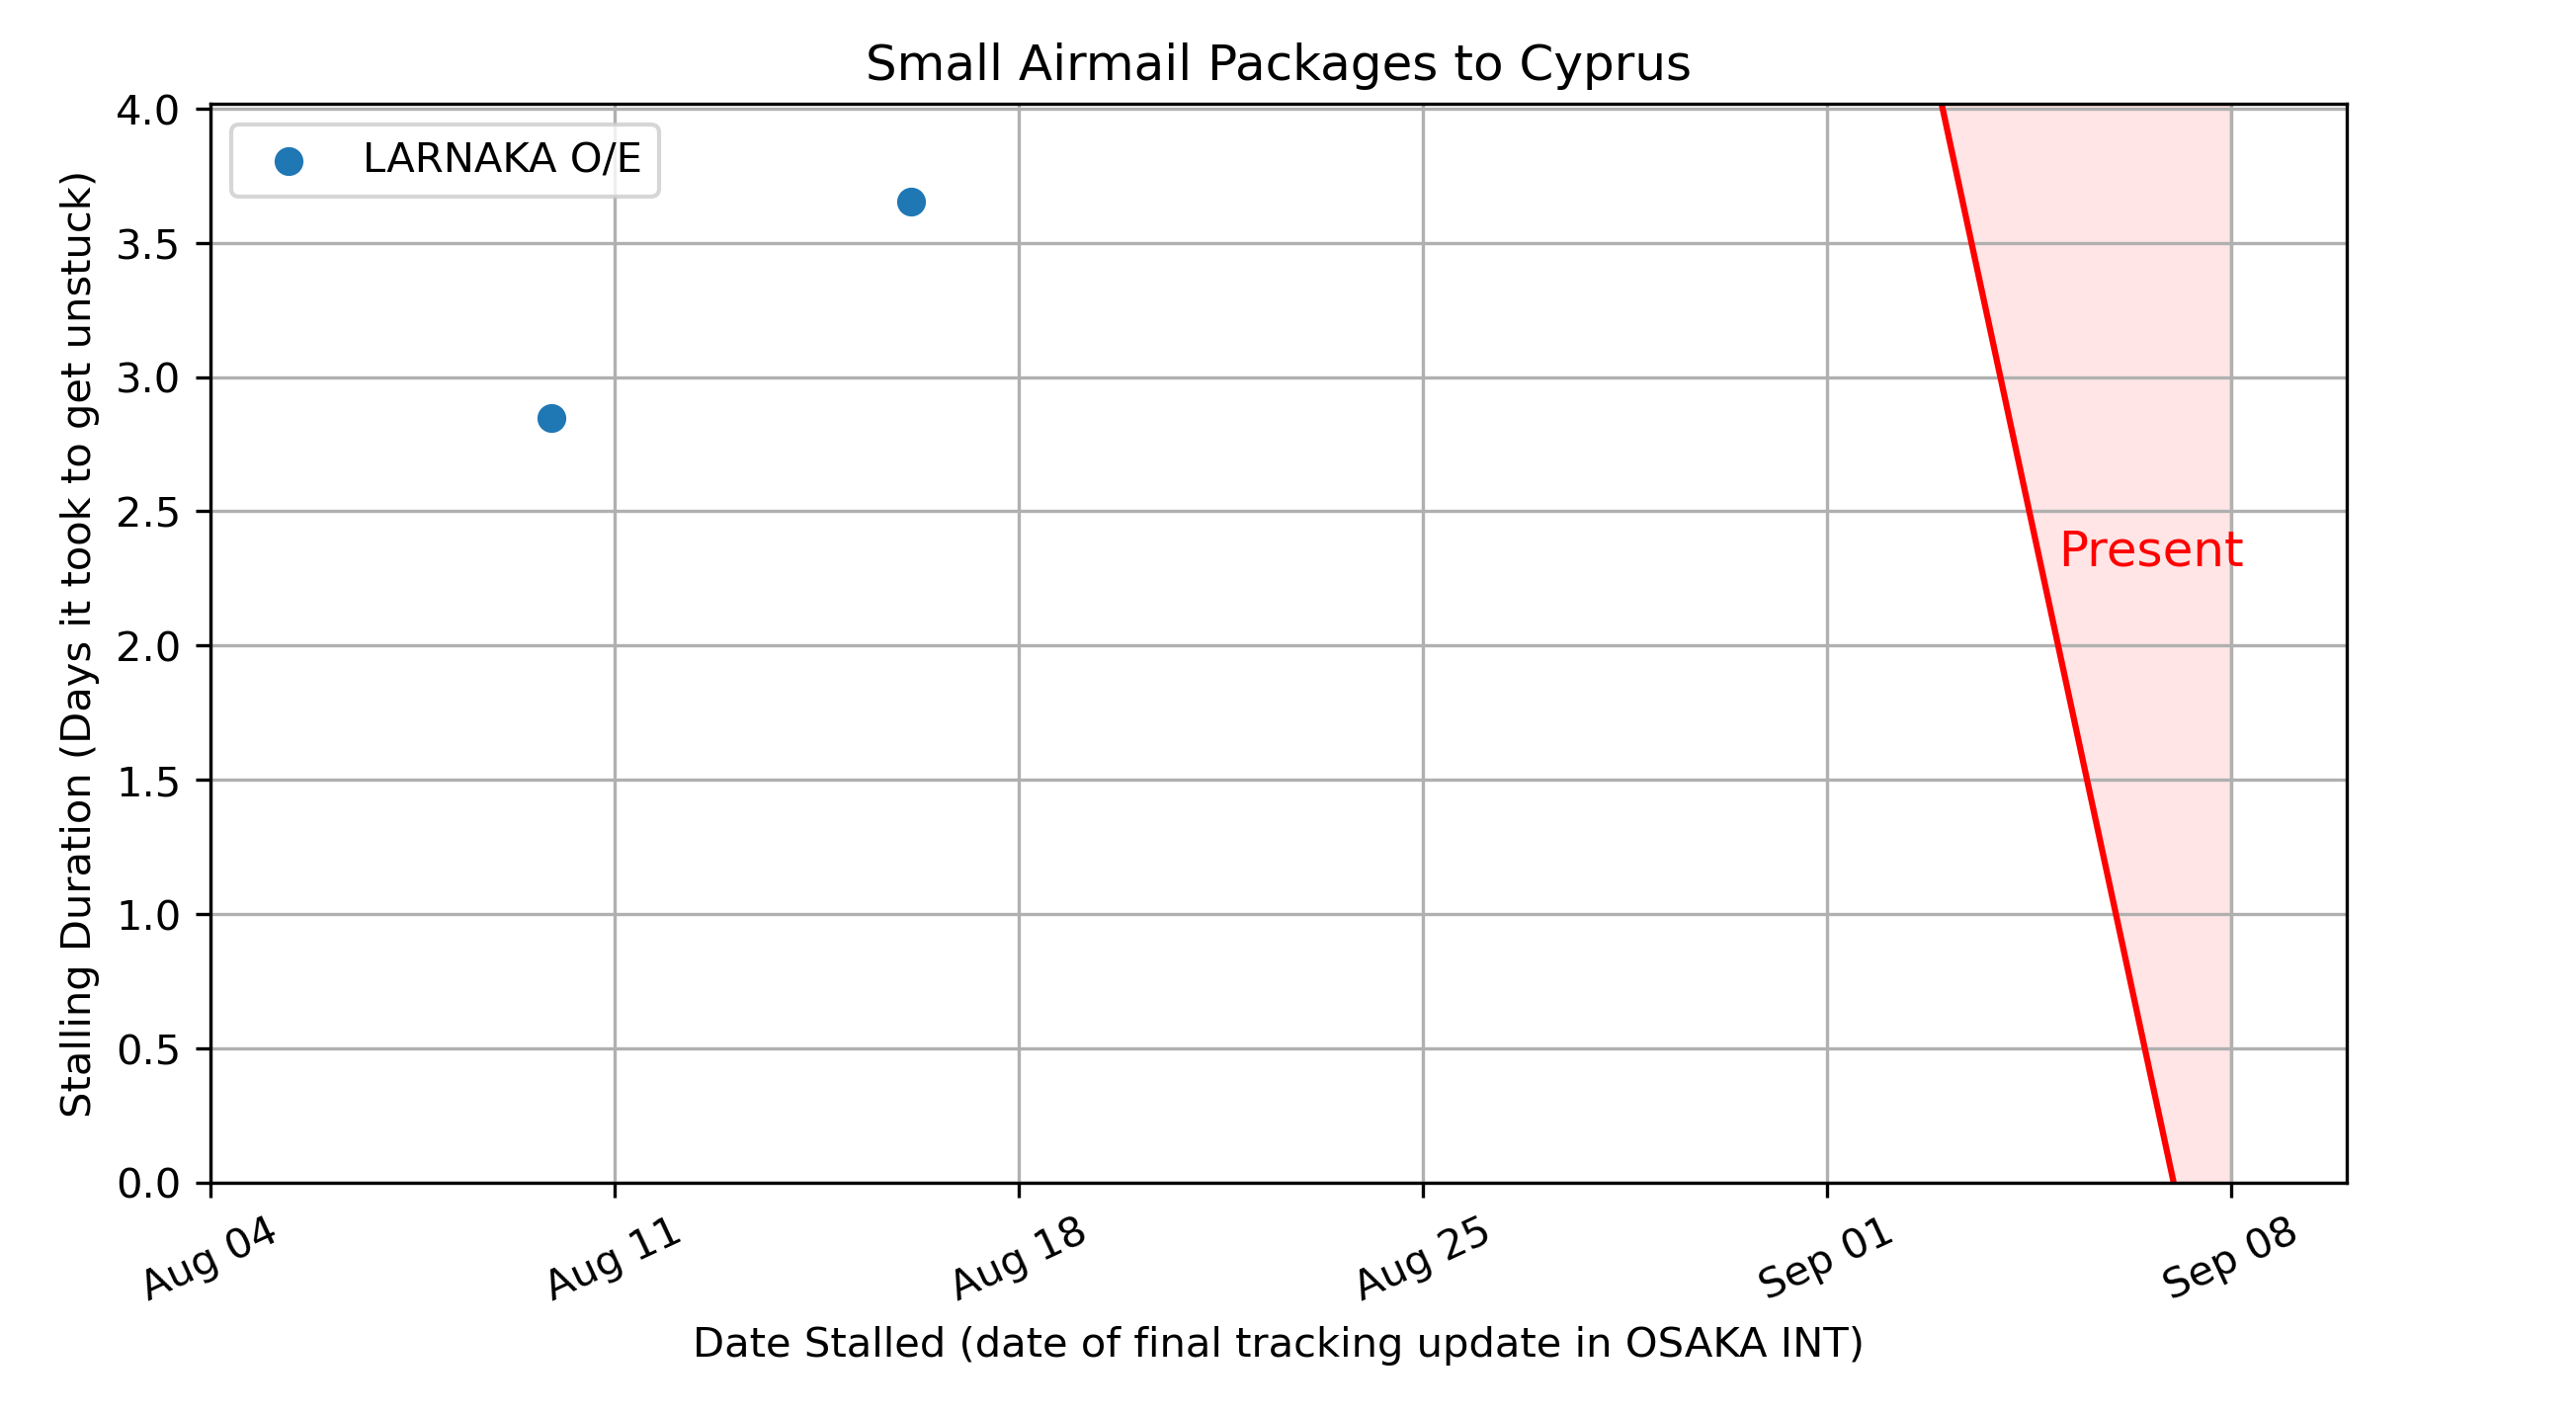 Small Airmail Packages to Cyprus
LARNAKA O/E
Stalling Duration (Days it took to get unstuck)
4.0
3.5
3.0
2.5
2.0
1.5
1.0
0.5
0.0
Present
Aug 04
Aug 11
Aug 18
Aug 25
Sep 01
Sep 08
Date Stalled (date of final tracking update in OSAKA INT)